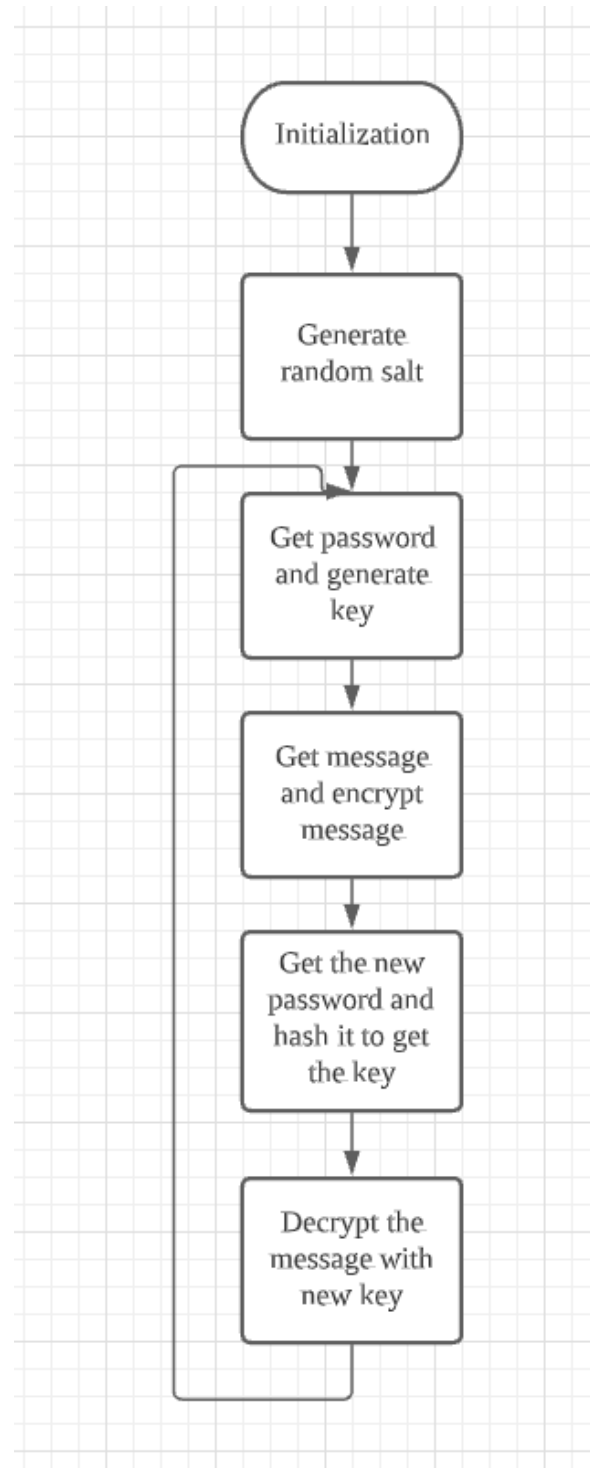 Initialization
Generate
random salt
Get password
and generate
key
Get message
and encrypt
message
Get the new
password and
hash it to get
the key
Decrypt the
message with
new key